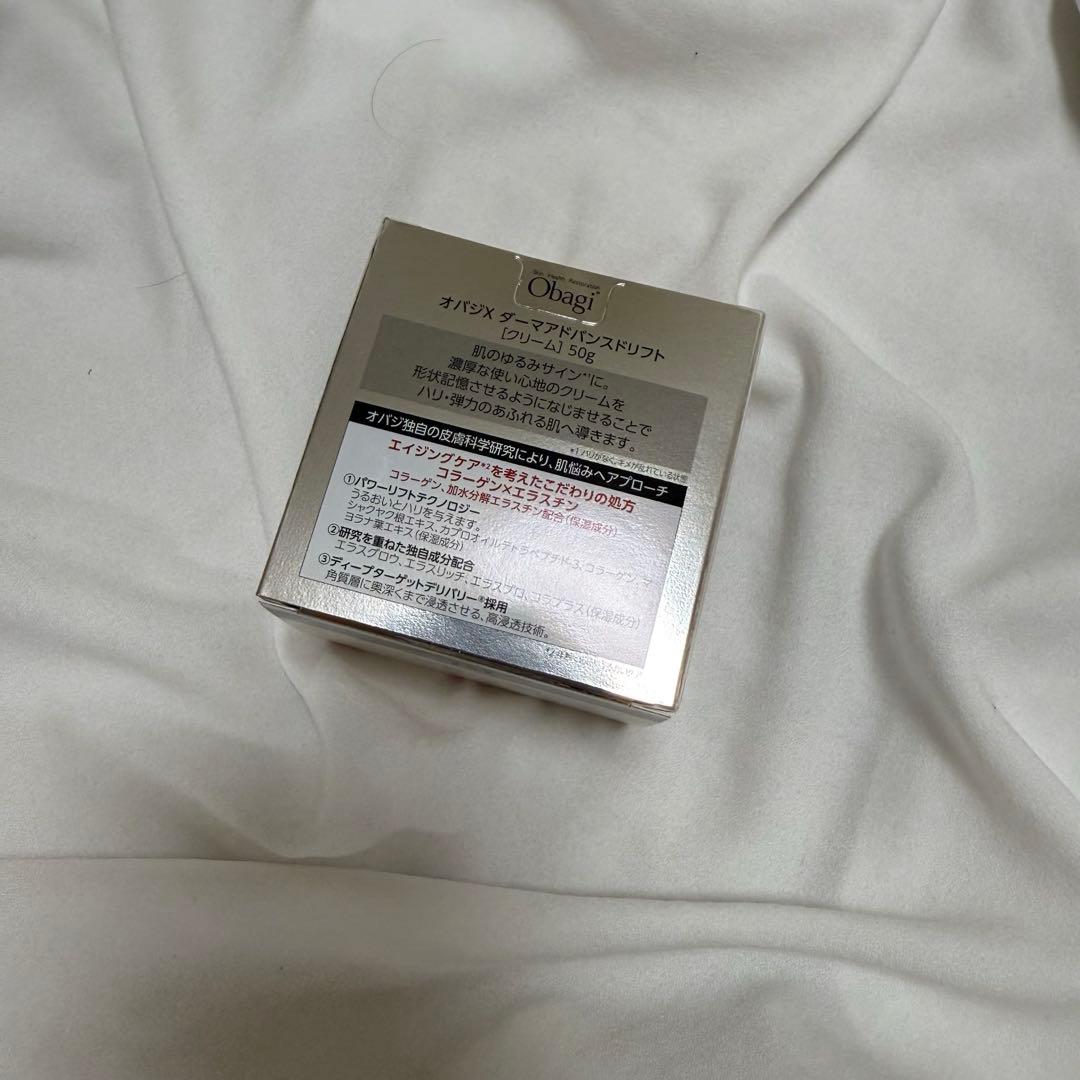 Skin Health Restoration
Obagi
オバジX ダーマアドバンスドリフト
［クリーム］ 50g
肌のゆるみサイン*1に。
濃厚な使い心地のクリームを
形状記憶させるようになじませることで
ハリ・弾力のあふれる肌へ導きます。
*1 ハリがなく、キメが乱れている状態
オバジ独自の皮膚科学研究により、肌悩みへアプローチ
エイジングケア*2を考えたこだわりの処方
コラーゲン×エラスチン
コラーゲン、加水分解エラスチン配合（保湿成分）
①パワーリフトテクノロジー
うるおいとハリを与えます。
シャクヤク根エキス、カプロオイルテトラペプチド-3、コラーゲン、マ
ヨラナ葉エキス（保湿成分）
②研究を重ねた独自成分配合
エラスグロウ、エラスリッチ、エラスプロ、コラプラス（保湿成分）
③ディープターゲットデリバリー®採用
角質層に奥深くまで浸透させる、高浸透技術。